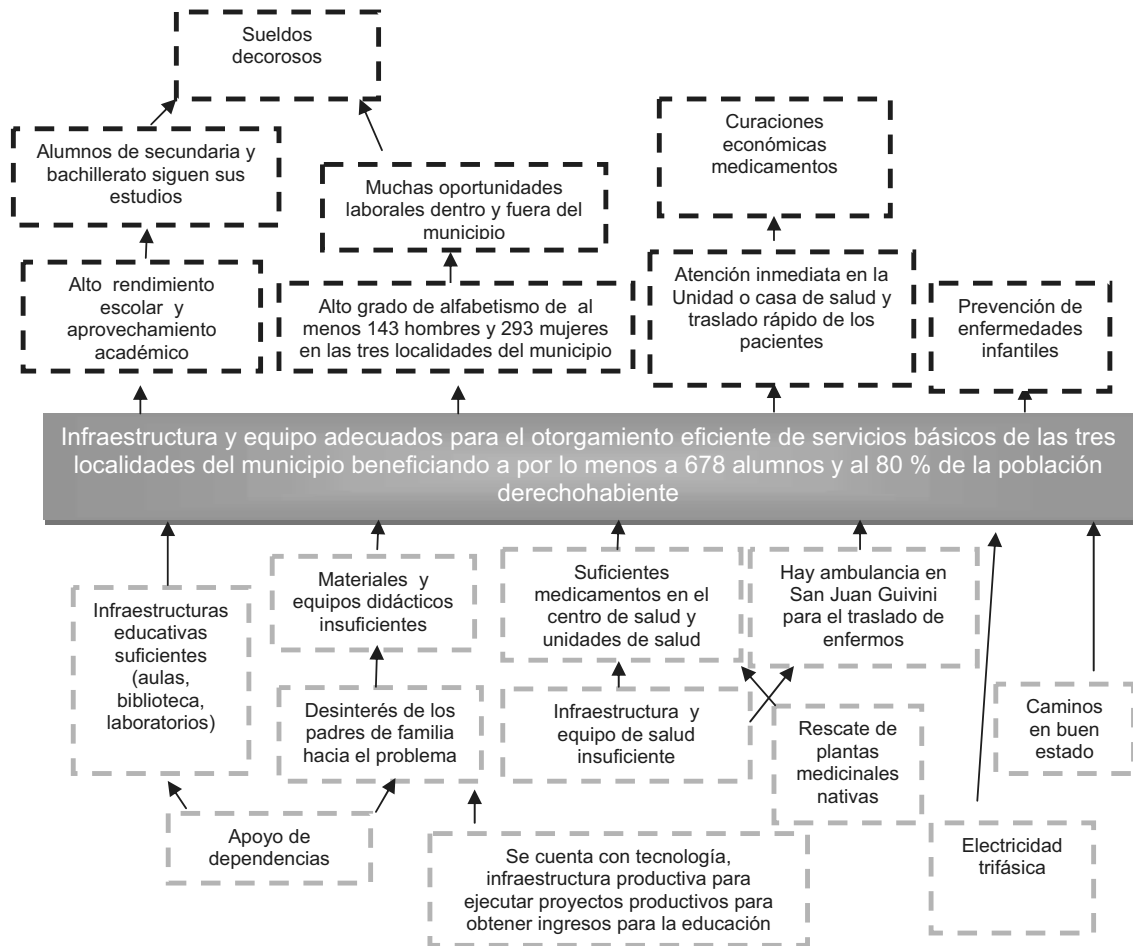 Sueldos
decorosos
Alumnos de secundaria y
bachillerato siguen sus
estudios
Muchas oportunidades
laborales dentro y fuera del
municipio
Curaciones
económicas
medicamentos
Alto rendimiento
escolar y
aprovechamiento
académico
Alto grado de alfabetismo de al
menos 143 hombres y 293 mujeres
en las tres localidades del municipio
Atención inmediata en la
Unidad o casa de salud y
traslado rápido de los
pacientes
Prevención de
enfermedades
infantiles
Infraestructura y equipo adecuados para el otorgamiento eficiente de servicios básicos de las tres
localidades del municipio beneficiando a por lo menos a 678 alumnos y al 80 % de la población
derechohabiente
Infraestructuras
educativas
suficientes
(aulas,
biblioteca,
laboratorios)
Materiales y
equipos didácticos
insuficientes
Suficientes
medicamentos en el
centro de salud y
unidades de salud
Hay ambulancia en
San Juan Guivini
para el traslado de
enfermos
Desinterés de los
padres de familia
hacia el problema
Infraestructura y
equipo de salud
insuficiente
Rescate de
plantas
medicinales
nativas
Caminos
en buen
estado
Apoyo de
dependencias
Se cuenta con tecnología,
infraestructura productiva para
ejecutar proyectos productivos para
obtener ingresos para la educación
Electricidad
trifásica